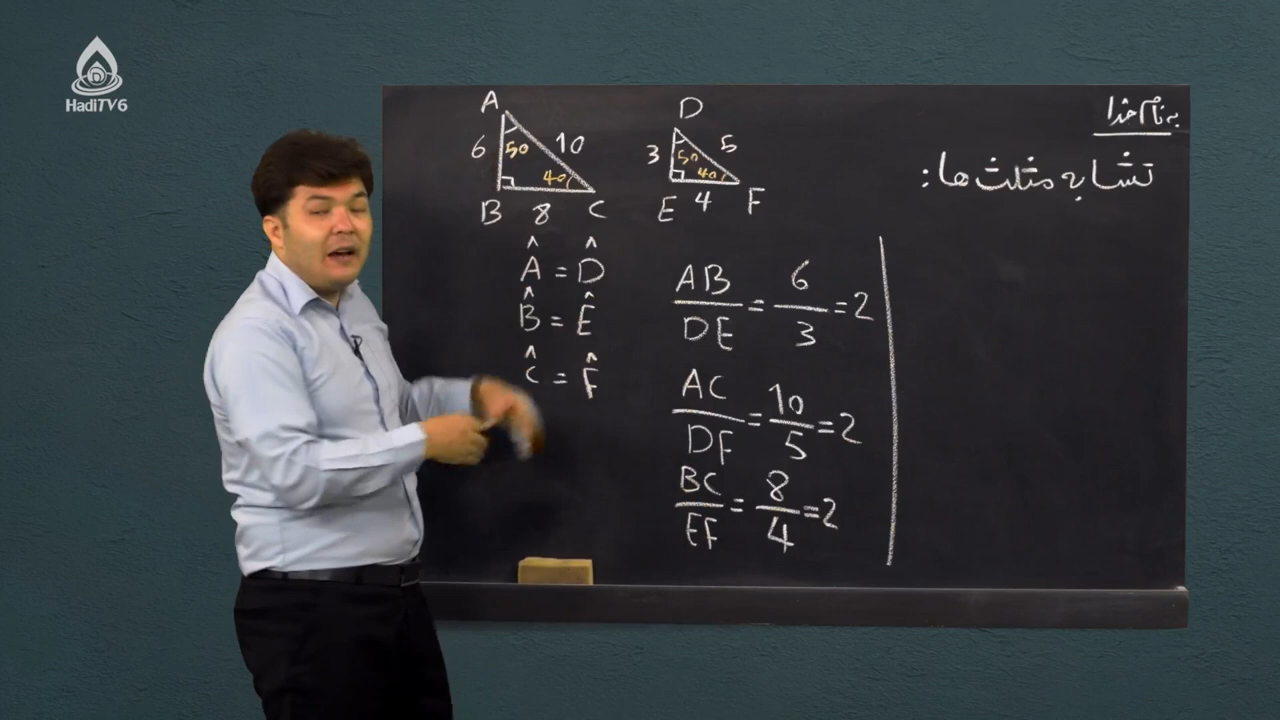 HadiTV6
به نام خدا
تشابه مثلث ها:
A
6 50 10
40
B 8 C
D
3 50 5
40
E 4 F
Â = D̂
B̂ = Ê
Ĉ = F̂
AB/DE = 6/3 = 2
AC/DF = 10/5 = 2
BC/EF = 8/4 = 2